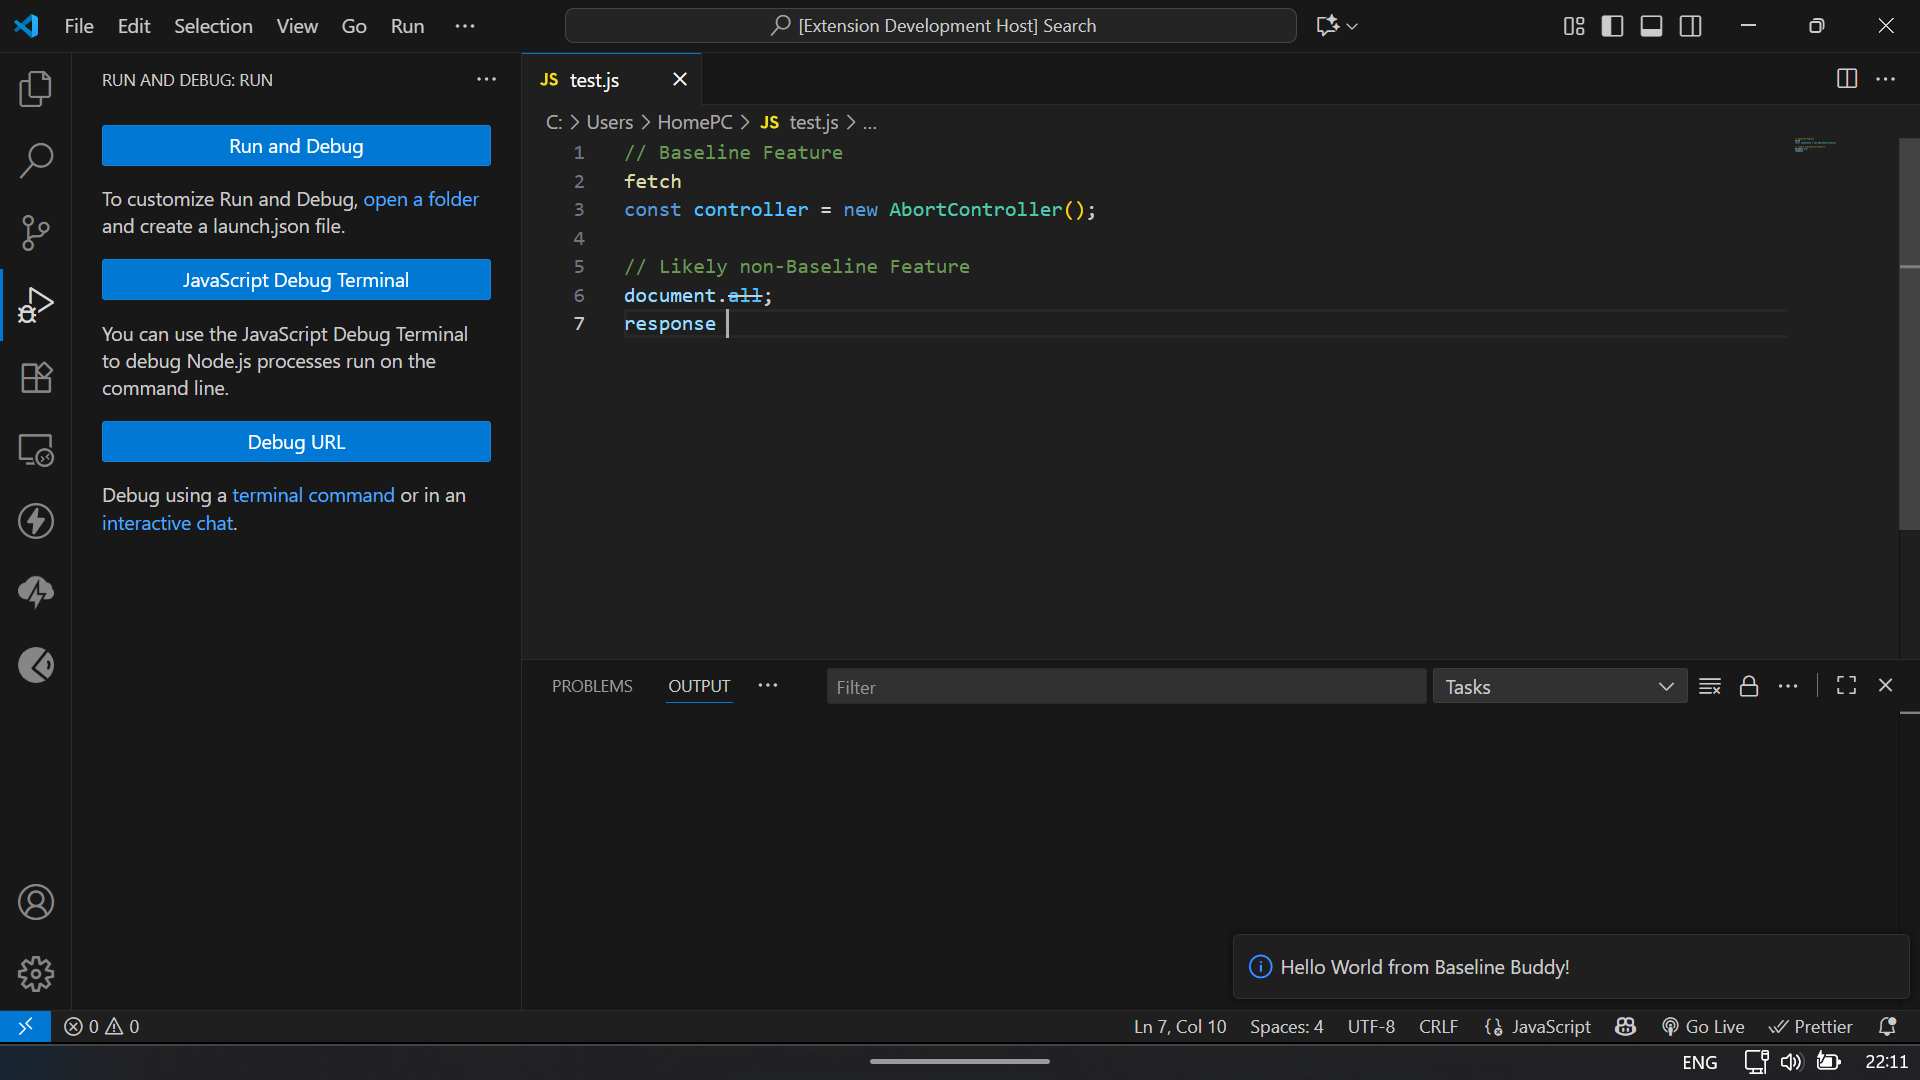 File Edit Selection View Go Run ···
[Extension Development Host] Search
RUN AND DEBUG: RUN ···
Run and Debug
To customize Run and Debug, open a folder
and create a launch.json file.
JavaScript Debug Terminal
You can use the JavaScript Debug Terminal
to debug Node.js processes run on the
command line.
Debug URL
Debug using a terminal command or in an
interactive chat.
JS test.js
C: > Users > HomePC > JS test.js > ...
1 // Baseline Feature
2 fetch
3 const controller = new AbortController();
4
5 // Likely non-Baseline Feature
6 document.all;
7 response
PROBLEMS OUTPUT ··· Filter Tasks
Hello World from Baseline Buddy!
0 0 Ln 7, Col 10 Spaces: 4 UTF-8 CRLF {} JavaScript Go Live Prettier
ENG 22:11